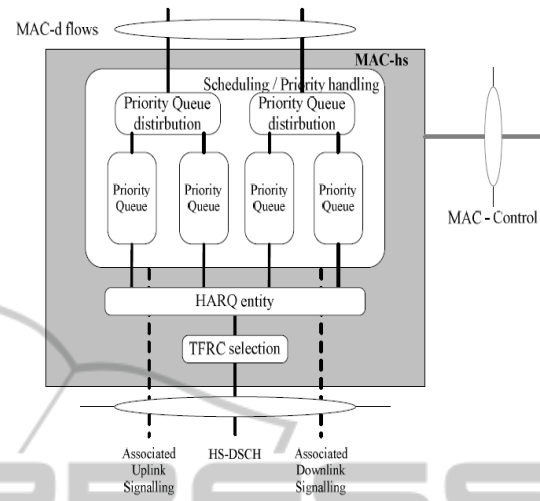 MAC-d flows
MAC-hs
Scheduling / Priority handling
Priority Queue
distirbution
Priority Queue
distribution
Priority
Queue
Priority
Queue
Priority
Queue
Priority
Queue
MAC - Control
HARQ entity
TFRC selection
Associated
Uplink
Signalling
HS-DSCH
Associated
Downlink
Signalling